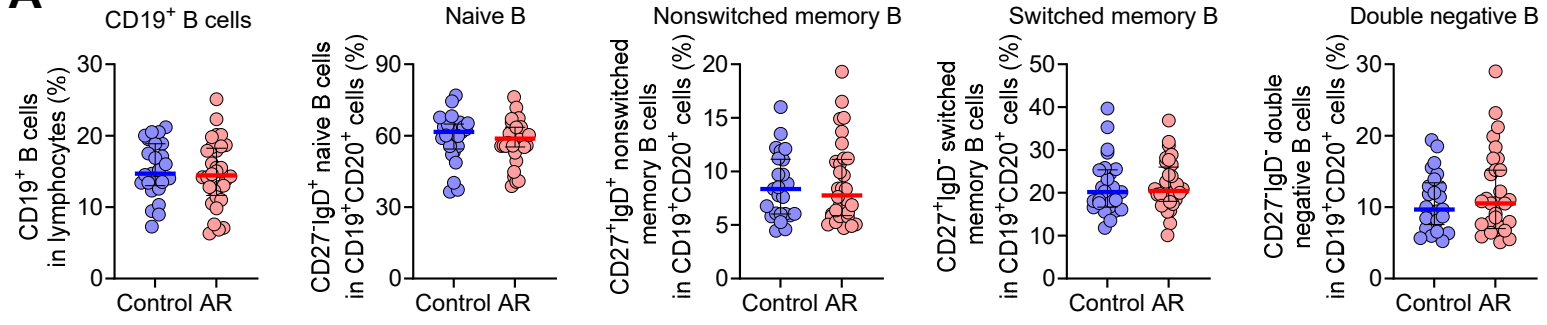 A
CD19⁺ B cells
CD19⁺ B cells
in lymphocytes (%)
30
20
10
0
Control AR
Naive B
CD27⁻IgD⁺ naive B cells
in CD19⁺CD20⁺ cells (%)
90
60
30
0
Control AR
Nonswitched memory B
CD27⁺IgD⁺ nonswitched
memory B cells
in CD19⁺CD20⁺ cells (%)
20
15
10
5
0
Control AR
Switched memory B
CD27⁺IgD⁻ switched
memory B cells
in CD19⁺CD20⁺ cells (%)
50
40
30
20
10
0
Control AR
Double negative B
CD27⁻IgD⁻ double
negative B cells
in CD19⁺CD20⁺ cells (%)
30
20
10
0
Control AR